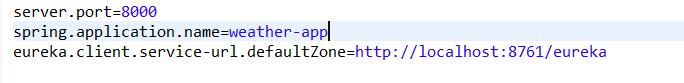 server.port=8000
spring.application.name=weather-app
eureka.client.service-url.defaultZone=http://localhost:8761/eureka